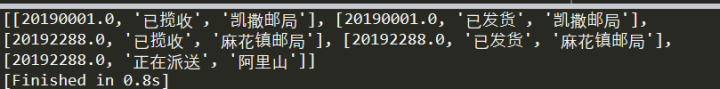 [[20190001.0, '已揽收', '凯撒邮局'], [20190001.0, '已发货', '凯撒邮局'],
[20192288.0, '已揽收', '麻花镇邮局'], [20192288.0, '已发货', '麻花镇邮局'],
[20192288.0, '正在派送', '阿里山']]
[Finished in 0.8s]